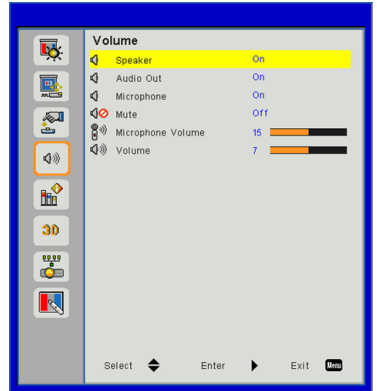 Volume
Speaker On
Audio Out On
Microphone On
Mute Off
Microphone Volume 15
Volume 7
3D
Select Enter Exit Menu